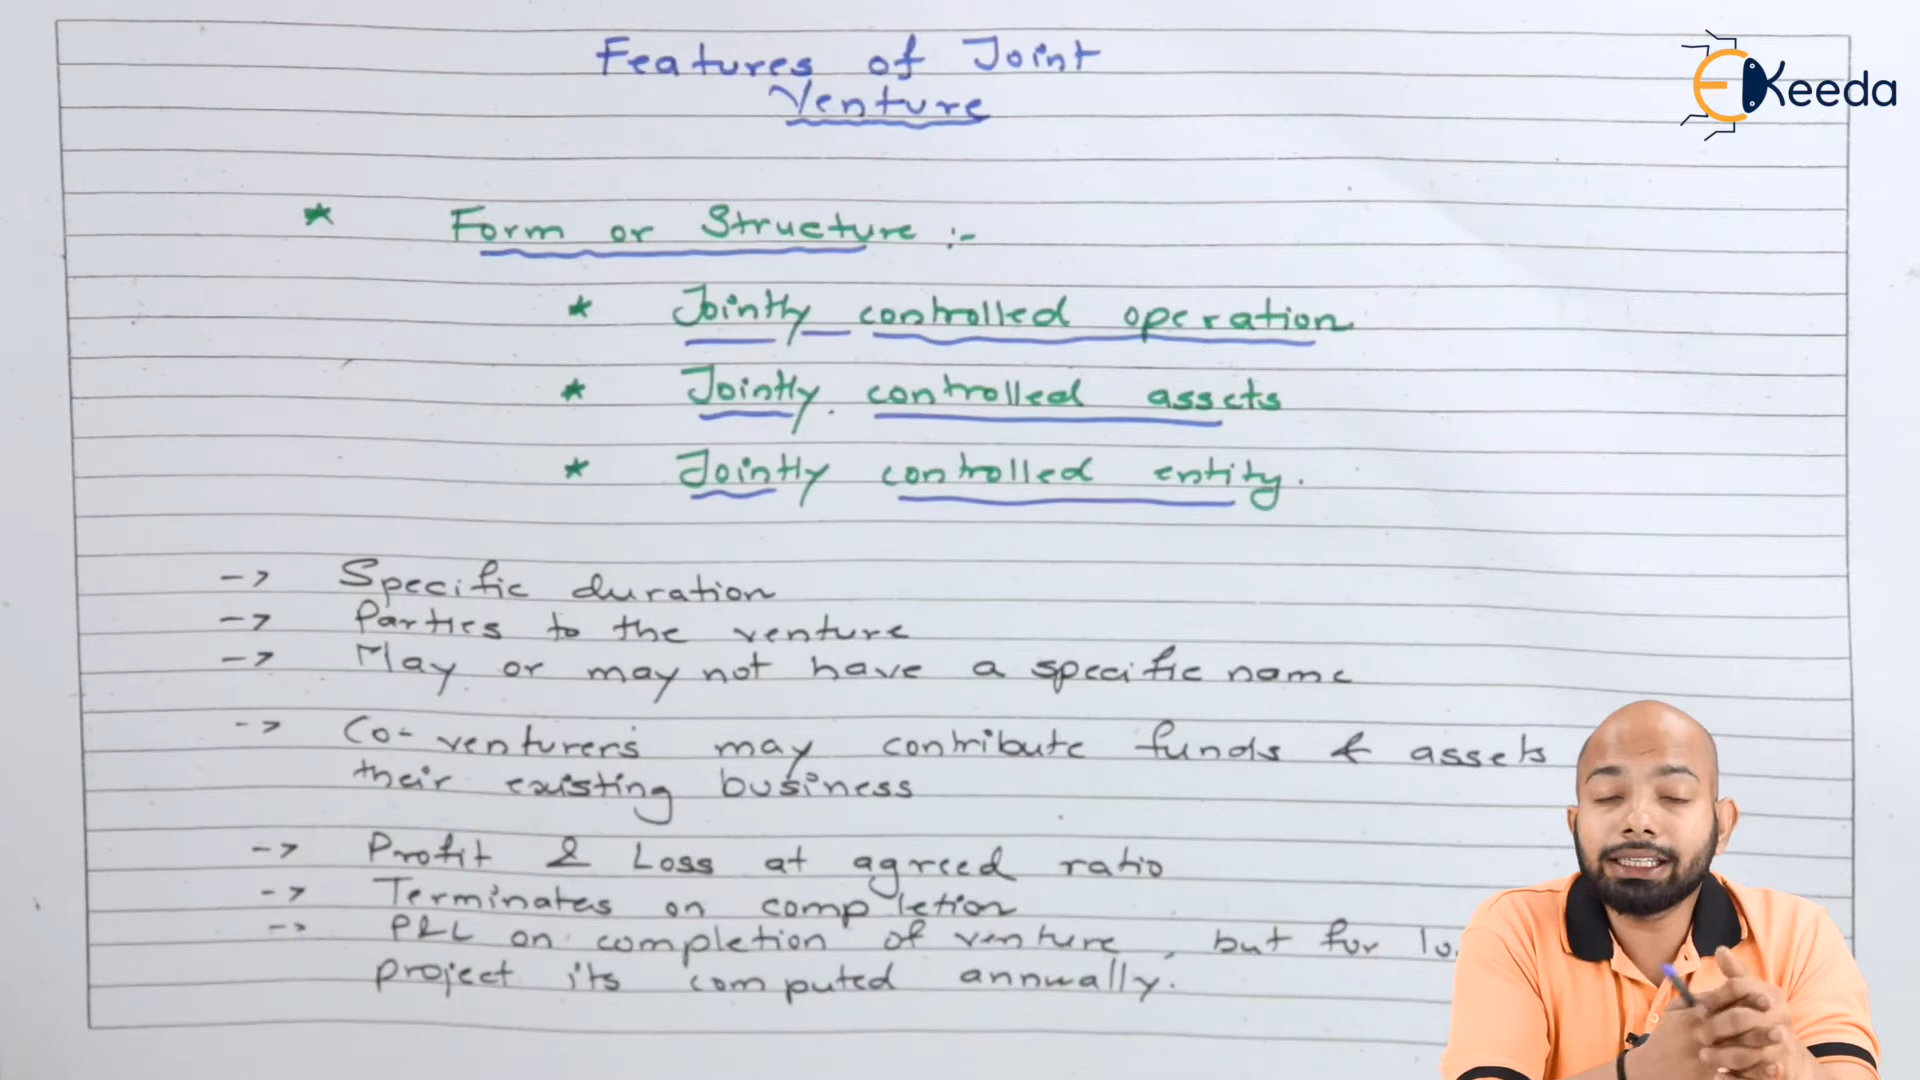 Features of Joint
Venture
EKeeda
* Form or Structure :-
* Jointly controlled operation
* Jointly controlled assets
* Jointly controlled entity.
-> Specific duration
-> Parties to the venture
-> May or may not have a specific name
-> Co-venturers may contribute funds & assets
their existing business
-> Profit & Loss at agreed ratio
-> Terminates on completion
-> P&L on completion of venture, but for
project its computed annually.